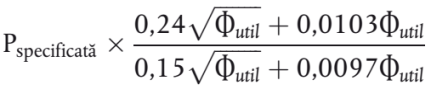 P_specificată × (0,24√Φ_util + 0,0103Φ_util) / (0,15√Φ_util + 0,0097Φ_util)